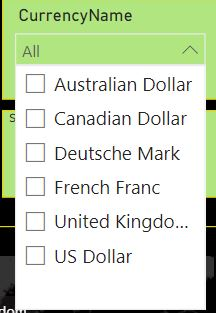 CurrencyName
All
Australian Dollar
Canadian Dollar
Deutsche Mark
French Franc
United Kingdo...
US Dollar